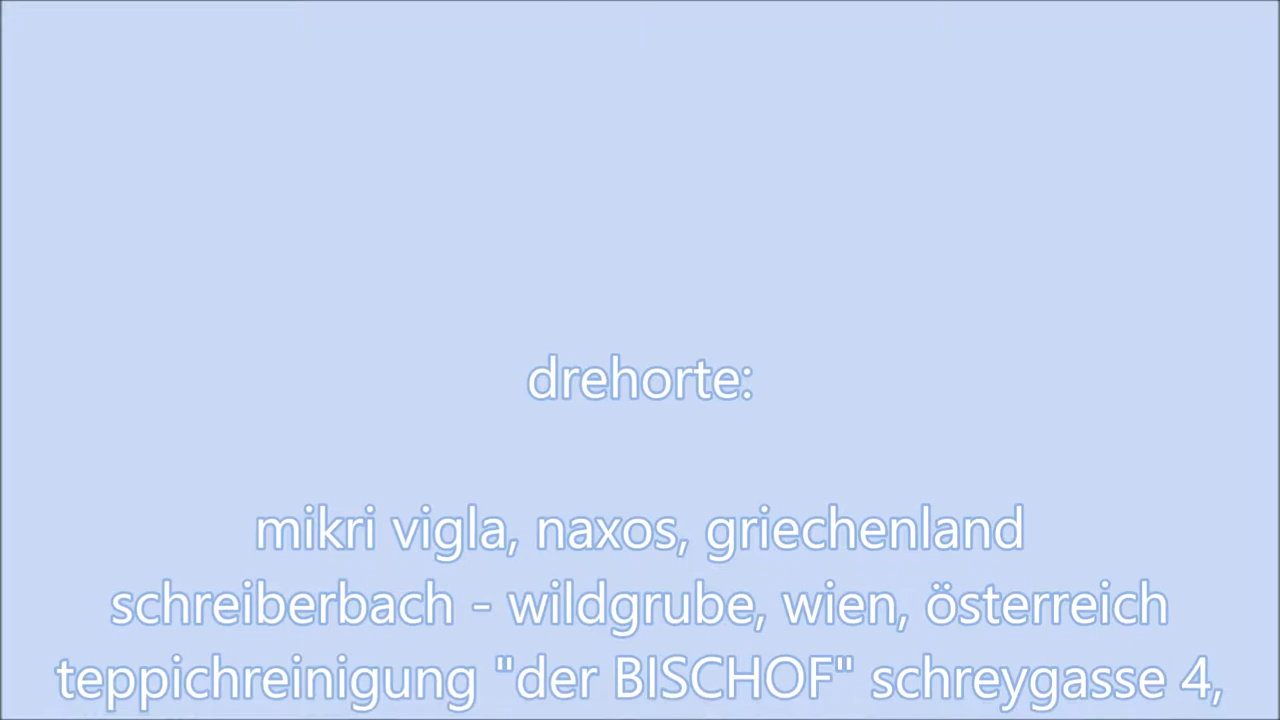 drehorte:
mikri vigla, naxos, griechenland
schreiberbach - wildgrube, wien, österreich
teppichreinigung "der BISCHOF" schreygasse 4,